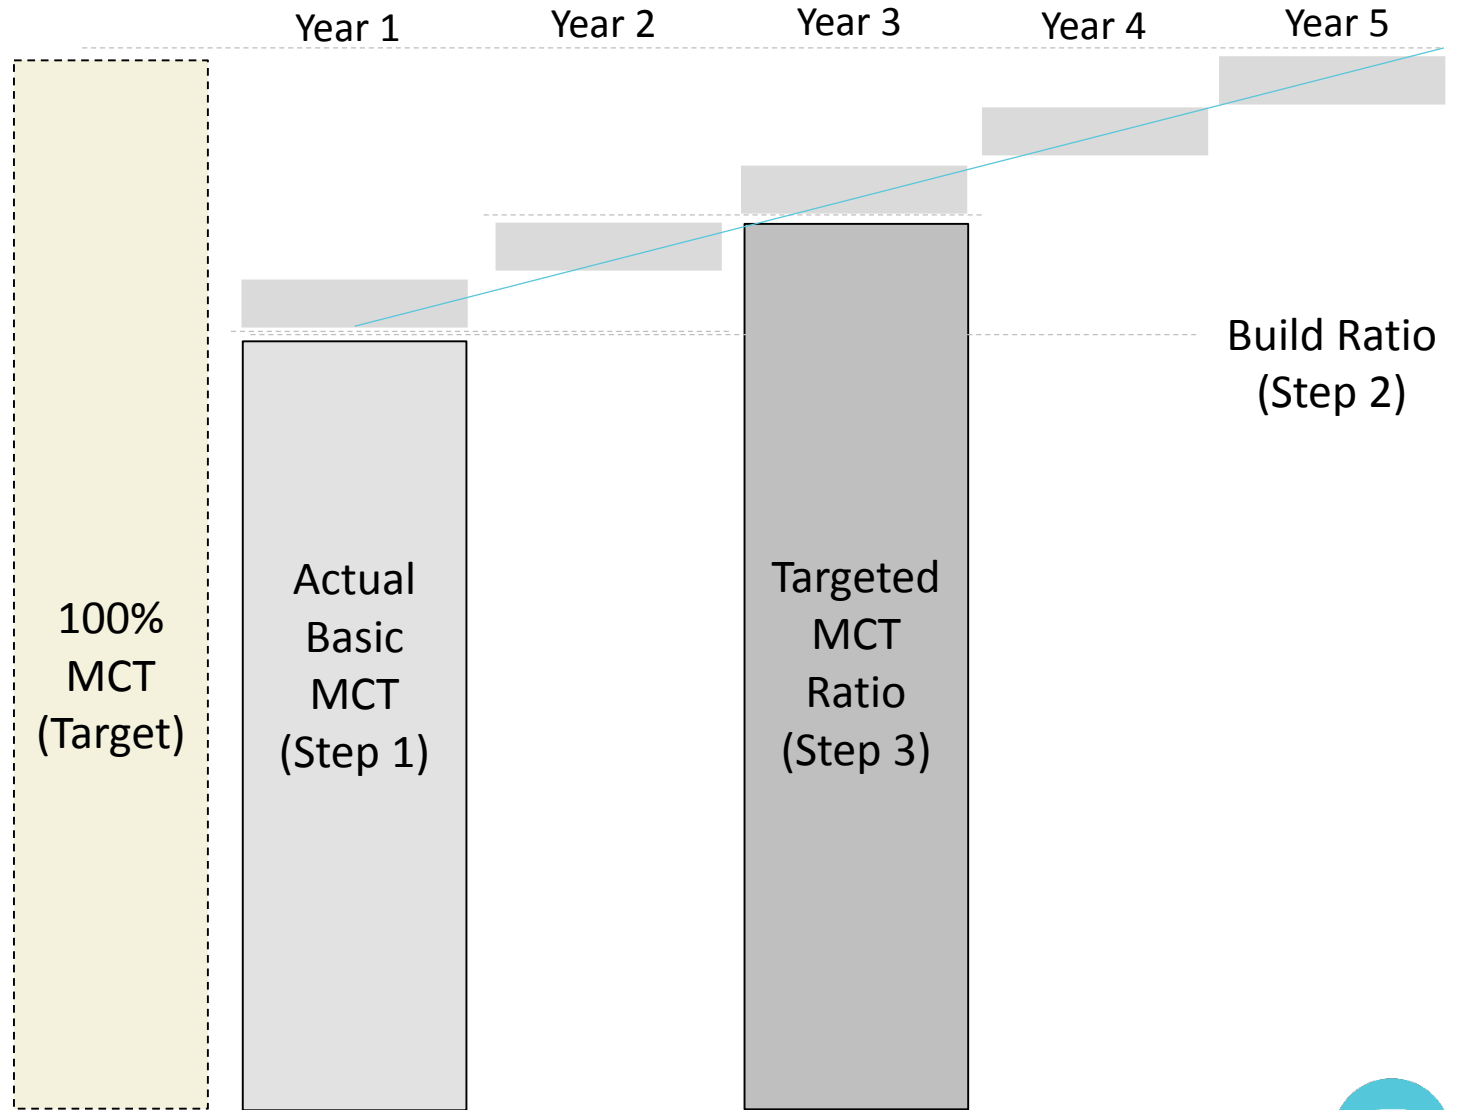 Year 1
Year 2
Year 3
Year 4
Year 5
100%
MCT
(Target)
Actual
Basic
MCT
(Step 1)
Targeted
MCT
Ratio
(Step 3)
Build Ratio
(Step 2)